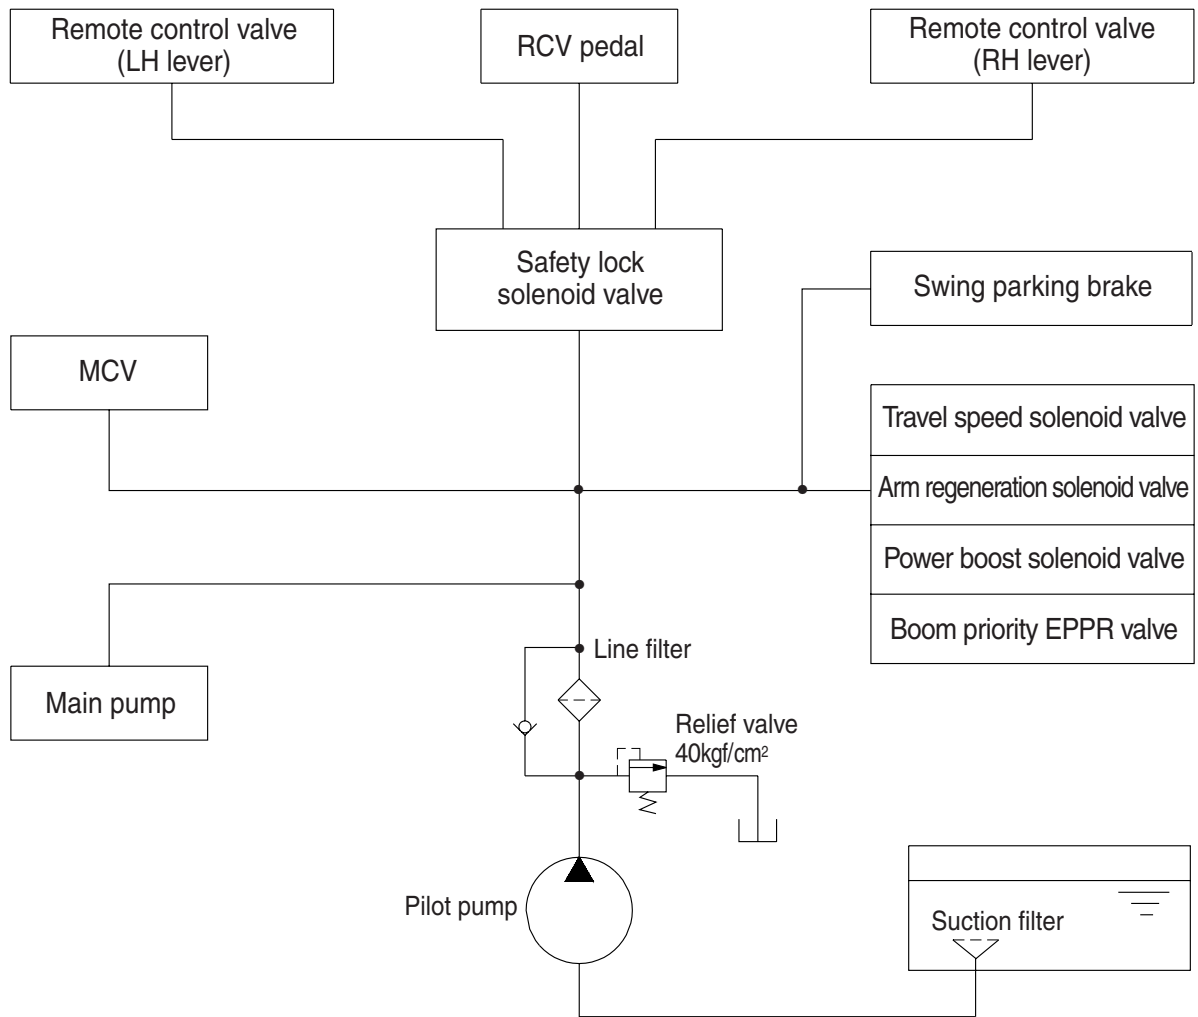 Remote control valve
(LH lever)
RCV pedal
Remote control valve
(RH lever)
Safety lock
solenoid valve
Swing parking brake
MCV
Travel speed solenoid valve
Arm regeneration solenoid valve
Power boost solenoid valve
Boom priority EPPR valve
Main pump
Line filter
Relief valve
40kgf/cm²
Pilot pump
Suction filter